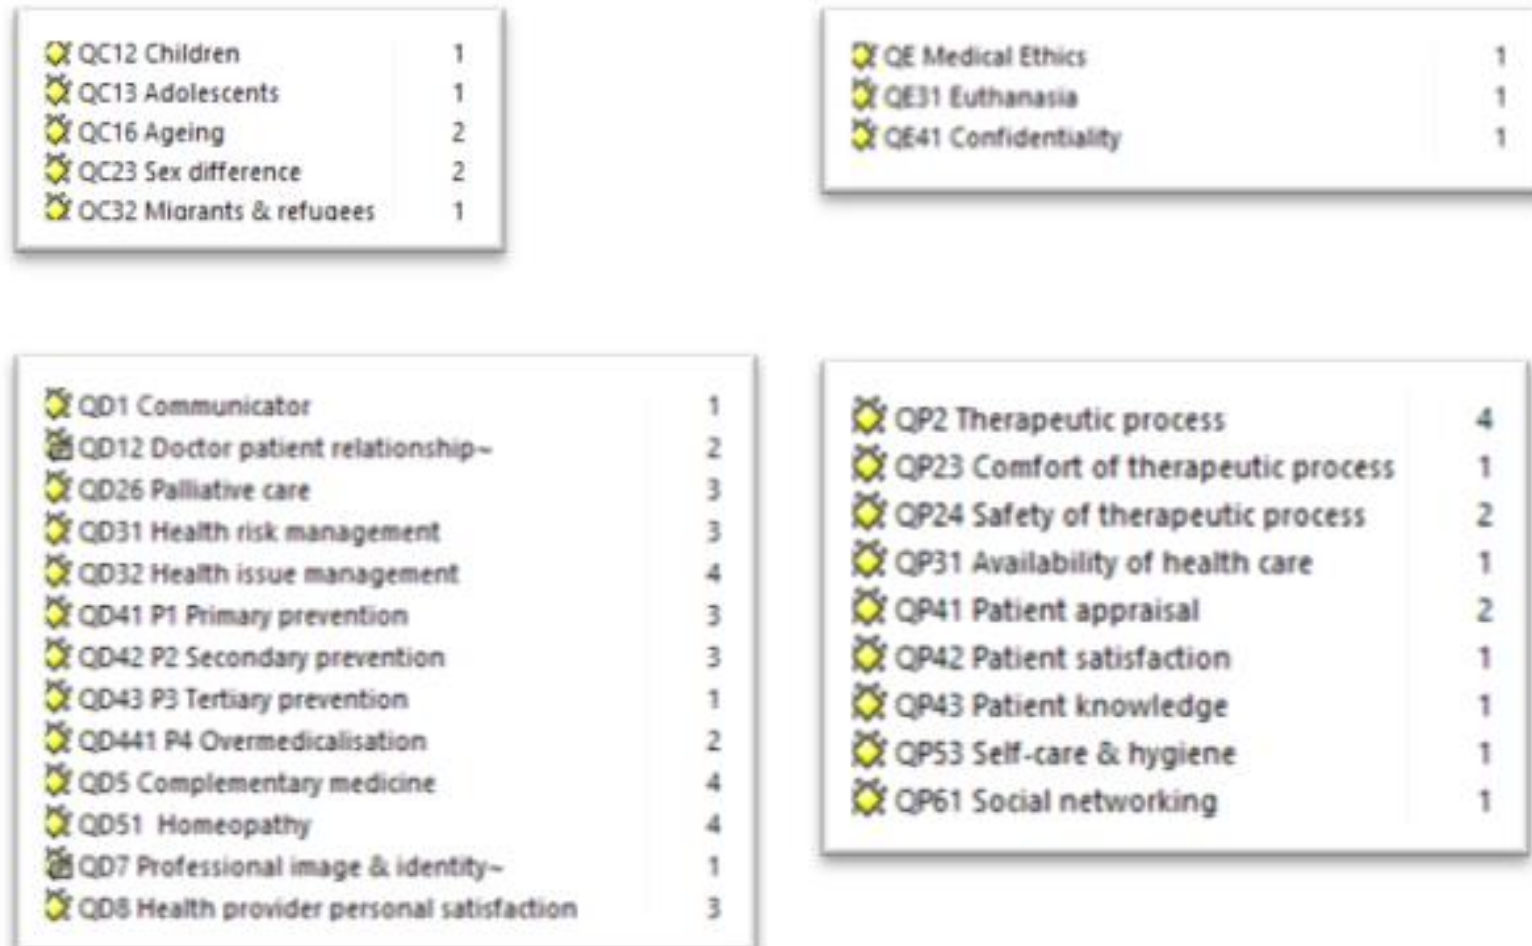 QC12 Children 1
QC13 Adolescents 1
QC16 Ageing 2
QC23 Sex difference 2
QC32 Migrants & refugees 1
QE Medical Ethics 1
QE31 Euthanasia 1
QE41 Confidentiality 1
QD1 Communicator 1
QD12 Doctor patient relationship~ 2
QD26 Palliative care 3
QD31 Health risk management 3
QD32 Health issue management 4
QD41 P1 Primary prevention 3
QD42 P2 Secondary prevention 3
QD43 P3 Tertiary prevention 1
QD441 P4 Overmedicalisation 2
QD5 Complementary medicine 4
QD51 Homeopathy 4
QD7 Professional image & identity~ 1
QD8 Health provider personal satisfaction 3
QP2 Therapeutic process 4
QP23 Comfort of therapeutic process 1
QP24 Safety of therapeutic process 2
QP31 Availability of health care 1
QP41 Patient appraisal 2
QP42 Patient satisfaction 1
QP43 Patient knowledge 1
QP53 Self-care & hygiene 1
QP61 Social networking 1